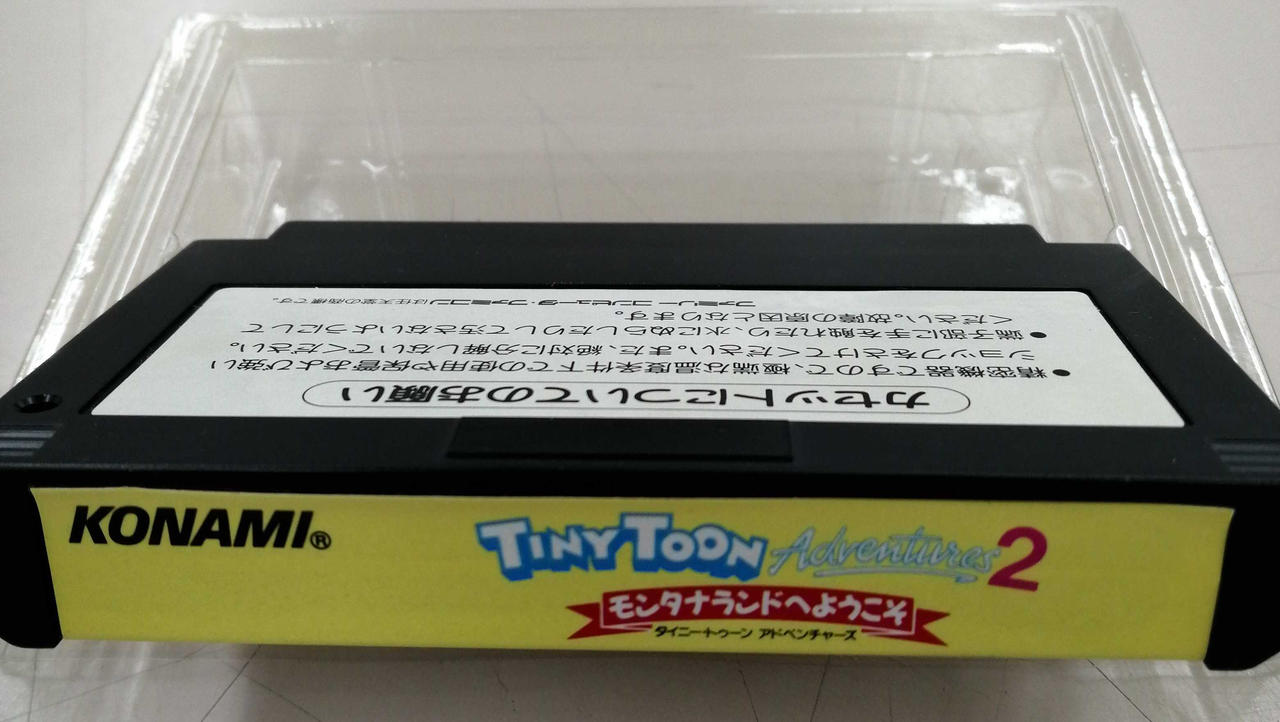 カセットについてのお願い
●精密機器ですので、極端な温度条件下での使用や保管および強い
ショックをさけてください。また、絶対に分解しないでください。
●端子部に手を触れたり、水にぬらしたりして汚さないようにして
ください。故障の原因となります。
ファミリーコンピュータ・ファミコンは任天堂の商標です。
KONAMI®
TINY TOON Adventures 2
モンタナランドへようこそ
タイニートゥーン アドベンチャーズ